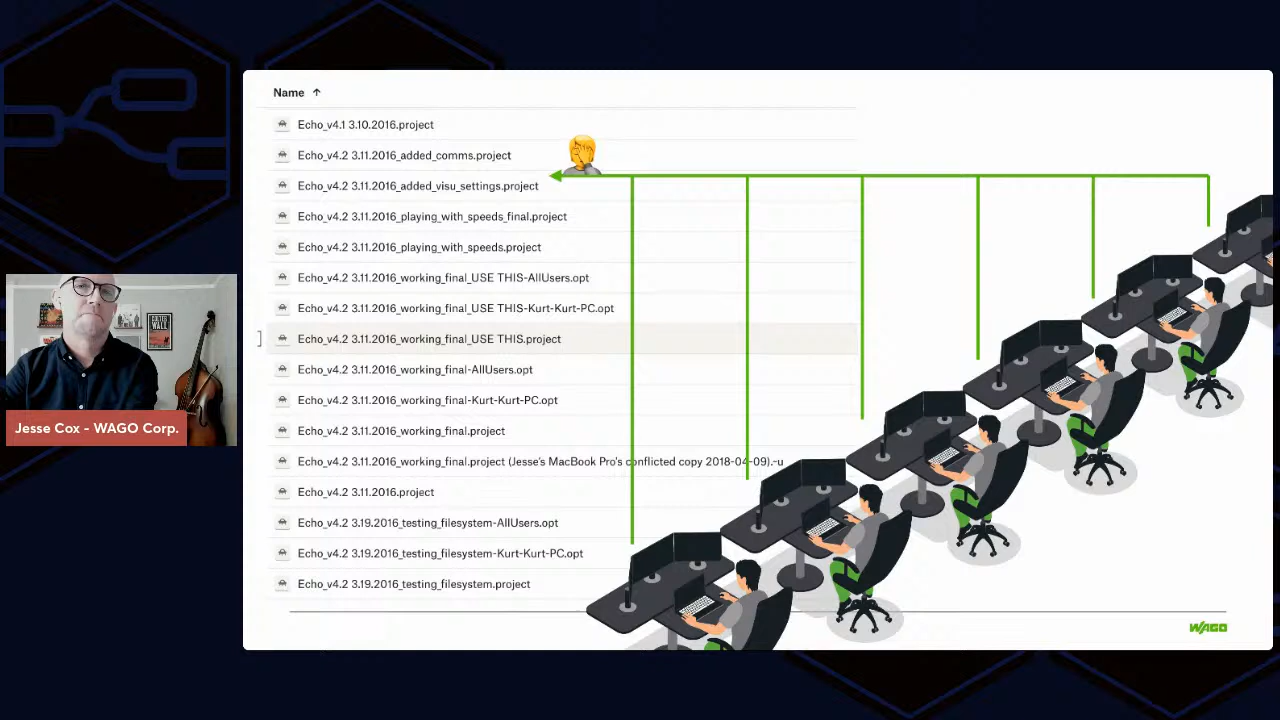 Name ↑
Echo_v4.1 3.10.2016.project
Echo_v4.2 3.11.2016_added_comms.project
Echo_v4.2 3.11.2016_added_visu_settings.project
Echo_v4.2 3.11.2016_playing_with_speeds_final.project
Echo_v4.2 3.11.2016_playing_with_speeds.project
Echo_v4.2 3.11.2016_working_final_USE THIS-AllUsers.opt
Echo_v4.2 3.11.2016_working_final_USE THIS-Kurt-Kurt-PC.opt
Echo_v4.2 3.11.2016_working_final_USE THIS.project
Echo_v4.2 3.11.2016_working_final-AllUsers.opt
Echo_v4.2 3.11.2016_working_final-Kurt-Kurt-PC.opt
Echo_v4.2 3.11.2016_working_final.project
Echo_v4.2 3.11.2016_working_final.project (Jesse's MacBook Pro's conflicted copy 2018-04-09).~u
Echo_v4.2 3.11.2016.project
Echo_v4.2 3.19.2016_testing_filesystem-AllUsers.opt
Echo_v4.2 3.19.2016_testing_filesystem-Kurt-Kurt-PC.opt
Echo_v4.2 3.19.2016_testing_filesystem.project
WAGO
WALL
Jesse Cox - WAGO Corp.